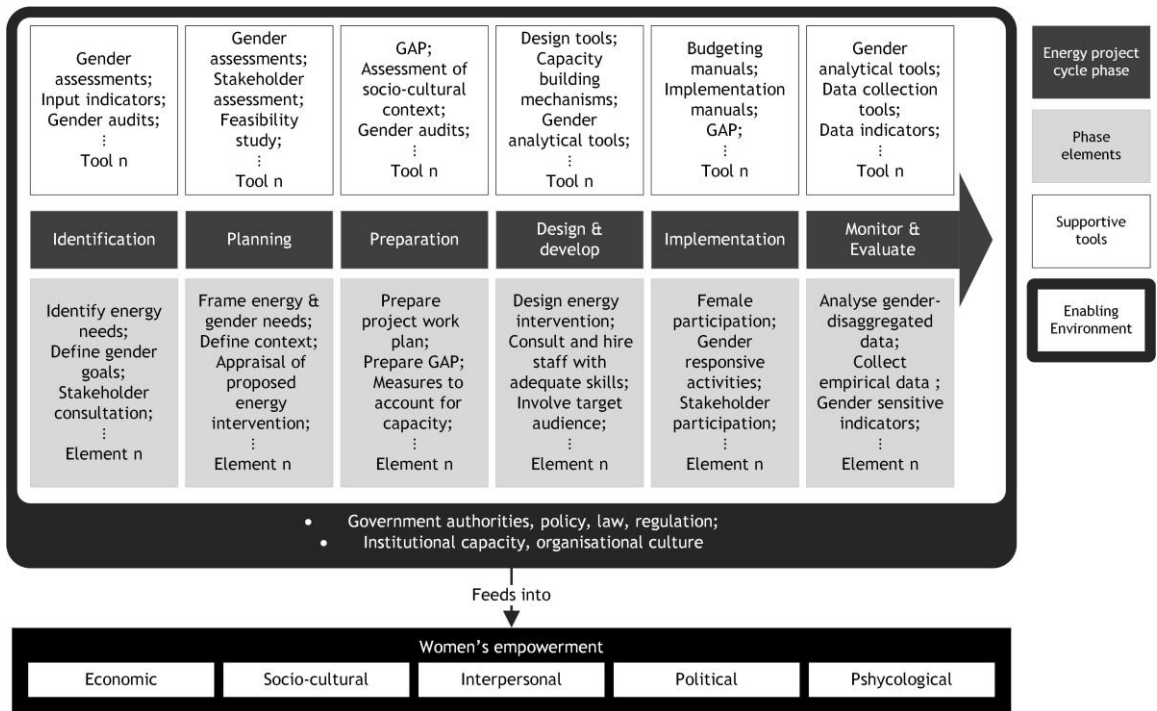 Gender
assessments;
Input indicators;
Gender audits;
⋮
Tool n
Gender
assessments;
Stakeholder
assessment;
Feasibility
study;
⋮
Tool n
GAP;
Assessment of
socio-cultural
context;
Gender audits;
⋮
Tool n
Design tools;
Capacity
building
mechanisms;
Gender
analytical tools;
⋮
Tool n
Budgeting
manuals;
Implementation
manuals;
GAP;
⋮
Tool n
Gender
analytical tools;
Data collection
tools;
Data indicators;
⋮
Tool n
Energy project
cycle phase
Phase
elements
Supportive
tools
Enabling
Environment
Identification
Planning
Preparation
Design &
develop
Implementation
Monitor &
Evaluate
Identify energy
needs;
Define gender
goals;
Stakeholder
consultation;
⋮
Element n
Frame energy &
gender needs;
Define context;
Appraisal of
proposed
energy
intervention;
⋮
Element n
Prepare
project work
plan;
Prepare GAP;
Measures to
account for
capacity;
⋮
Element n
Design energy
intervention;
Consult and hire
staff with
adequate skills;
Involve target
audience;
⋮
Element n
Female
participation;
Gender
responsive
activities;
Stakeholder
participation;
⋮
Element n
Analyse gender-
disaggregated
data;
Collect
empirical data ;
Gender sensitive
indicators;
⋮
Element n
• Government authorities, policy, law, regulation;
• Institutional capacity, organisational culture
Feeds into
Women's empowerment
Economic
Socio-cultural
Interpersonal
Political
Pshycological